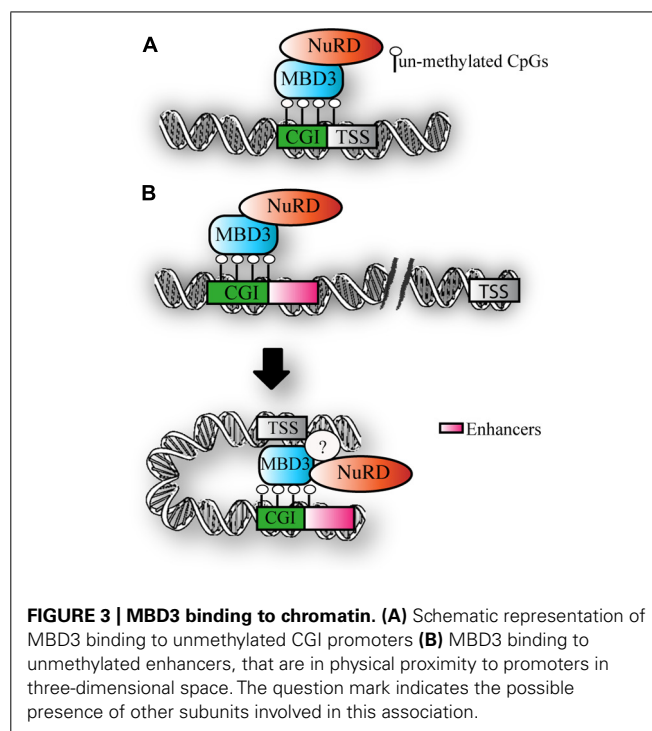 A
NuRD
MBD3
un-methylated CpGs
CGI
TSS
B
NuRD
MBD3
CGI
TSS
TSS
?
Enhancers
MBD3
NuRD
CGI
FIGURE 3 | MBD3 binding to chromatin. (A) Schematic representation of
MBD3 binding to unmethylated CGI promoters (B) MBD3 binding to
unmethylated enhancers, that are in physical proximity to promoters in
three-dimensional space. The question mark indicates the possible
presence of other subunits involved in this association.